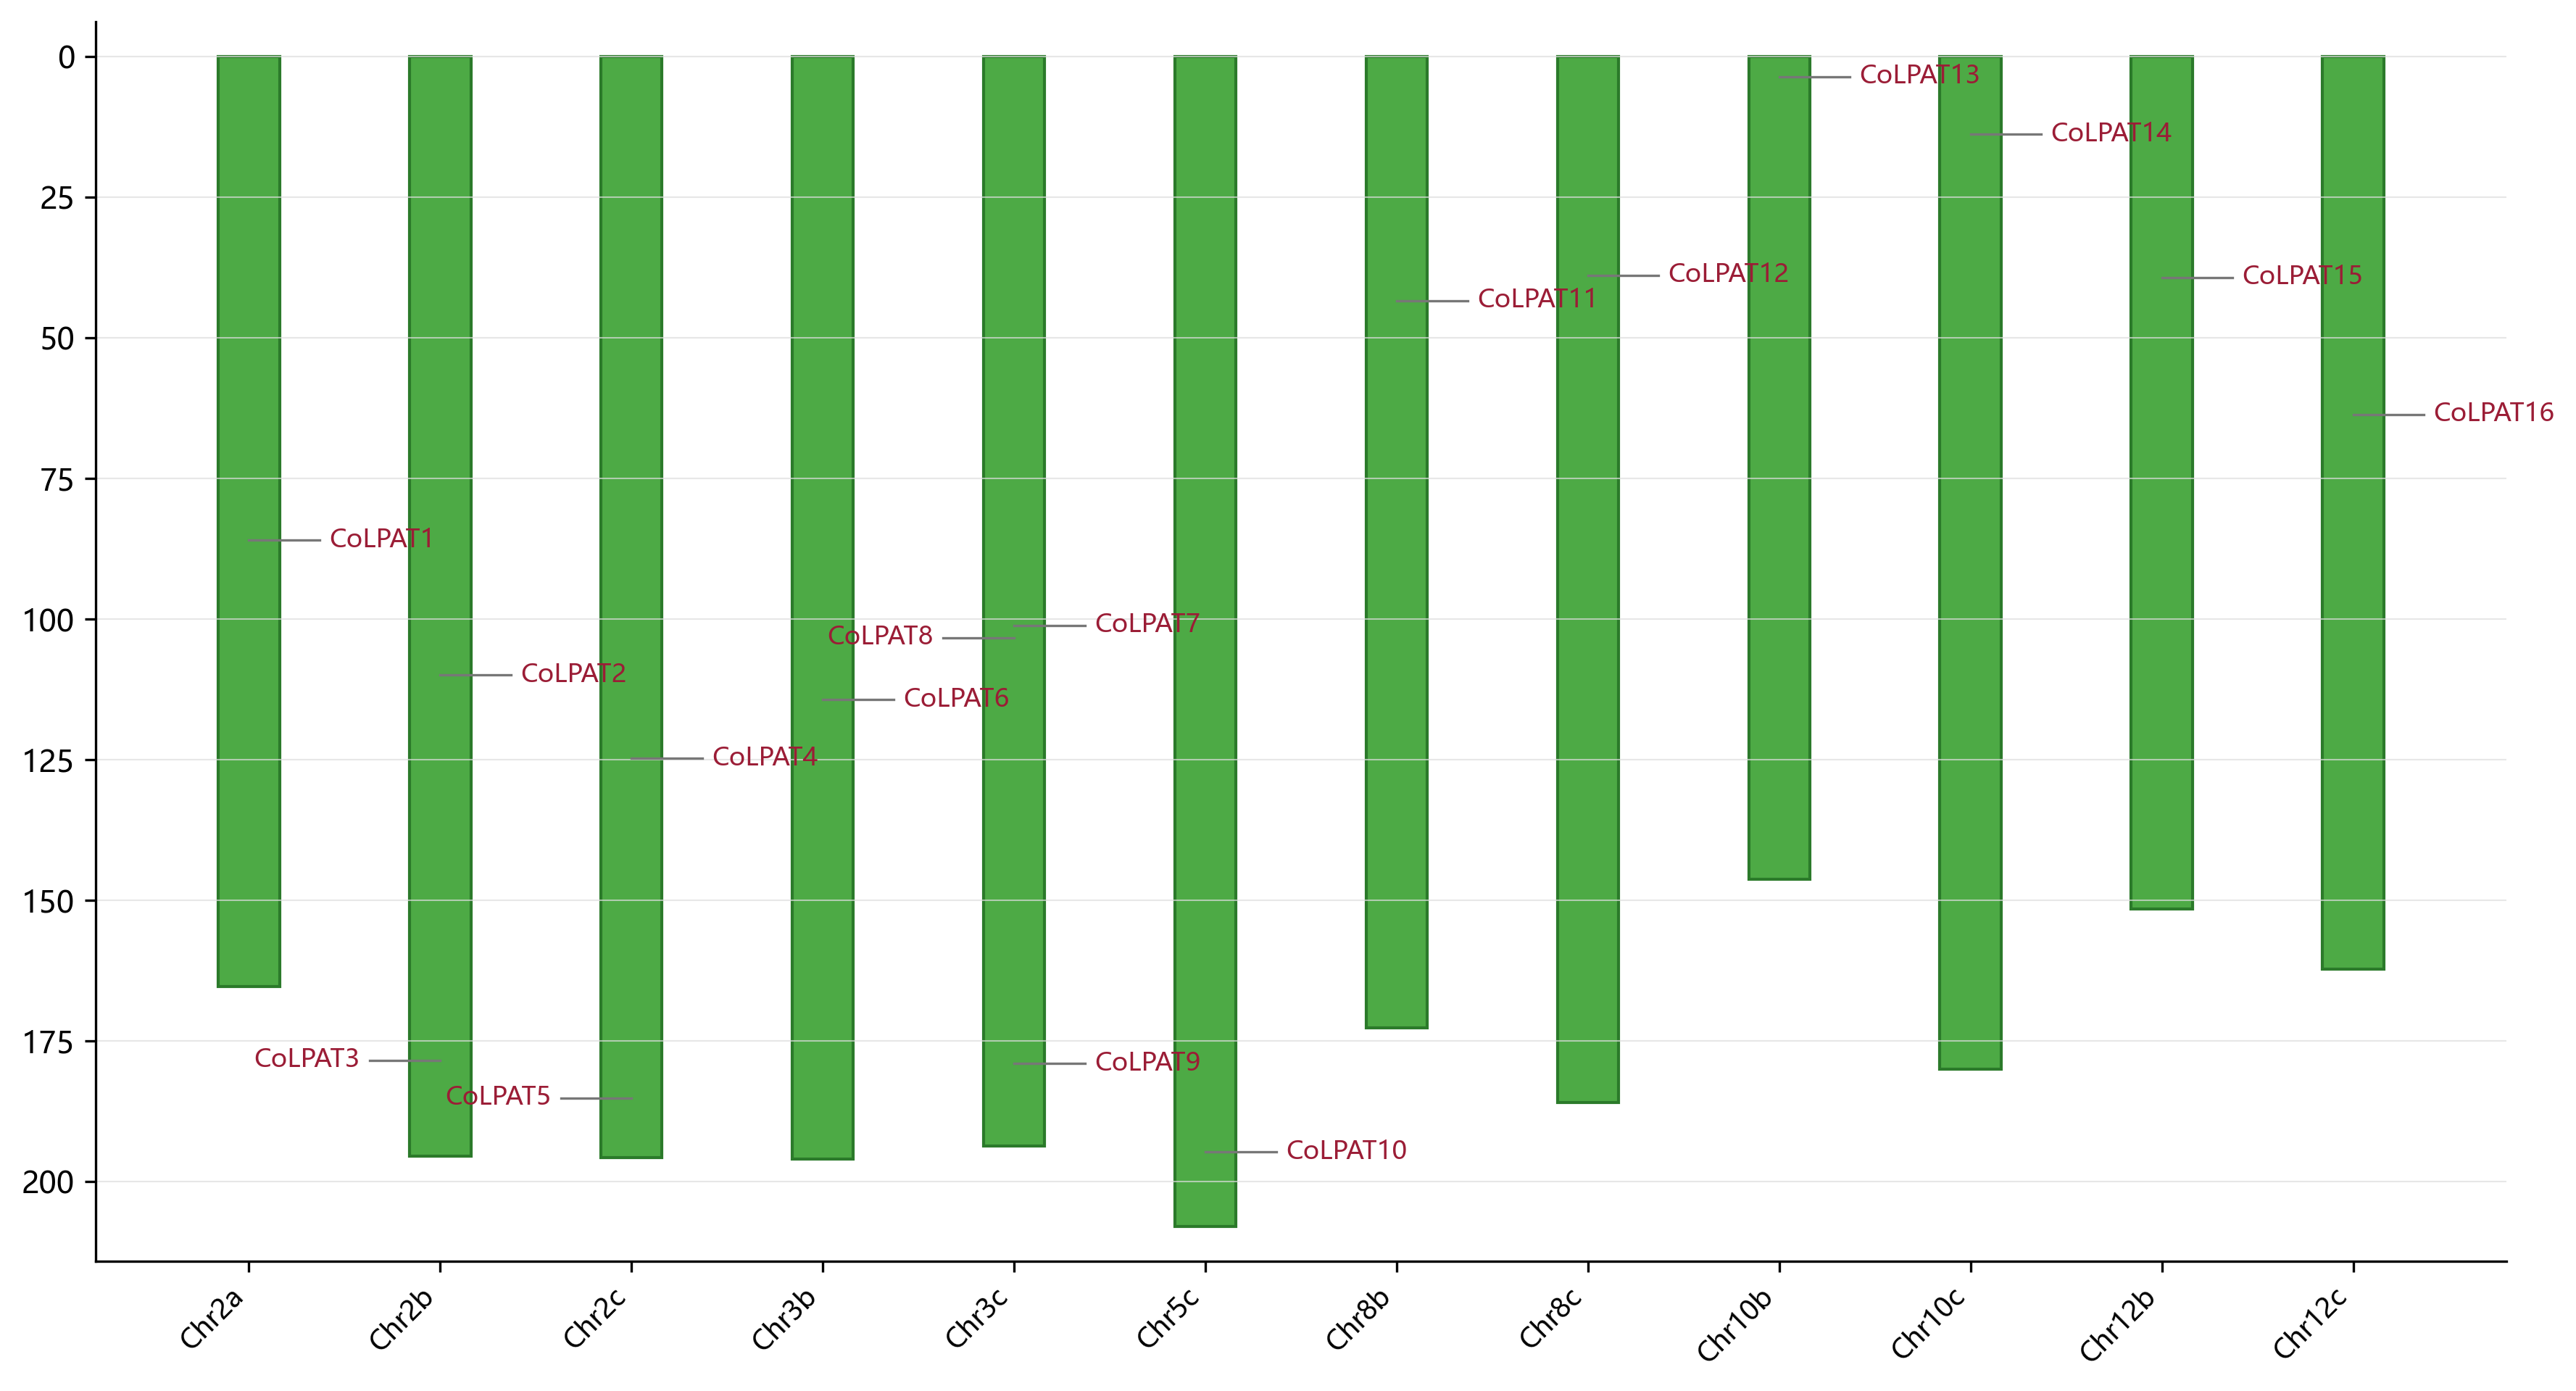 0
CoLPAT13
CoLPAT14
25
CoLPAT12
CoLPAT15
CoLPAT11
50
CoLPAT16
75
CoLPAT1
100
CoLPAT7
CoLPAT8
CoLPAT2
CoLPAT6
125
CoLPAT4
150
175
CoLPAT3
CoLPAT9
CoLPAT5
CoLPAT10
200
Chr2a
Chr2b
Chr2c
Chr3b
Chr3c
Chr5c
Chr8b
Chr8c
Chr10b
Chr10c
Chr12b
Chr12c